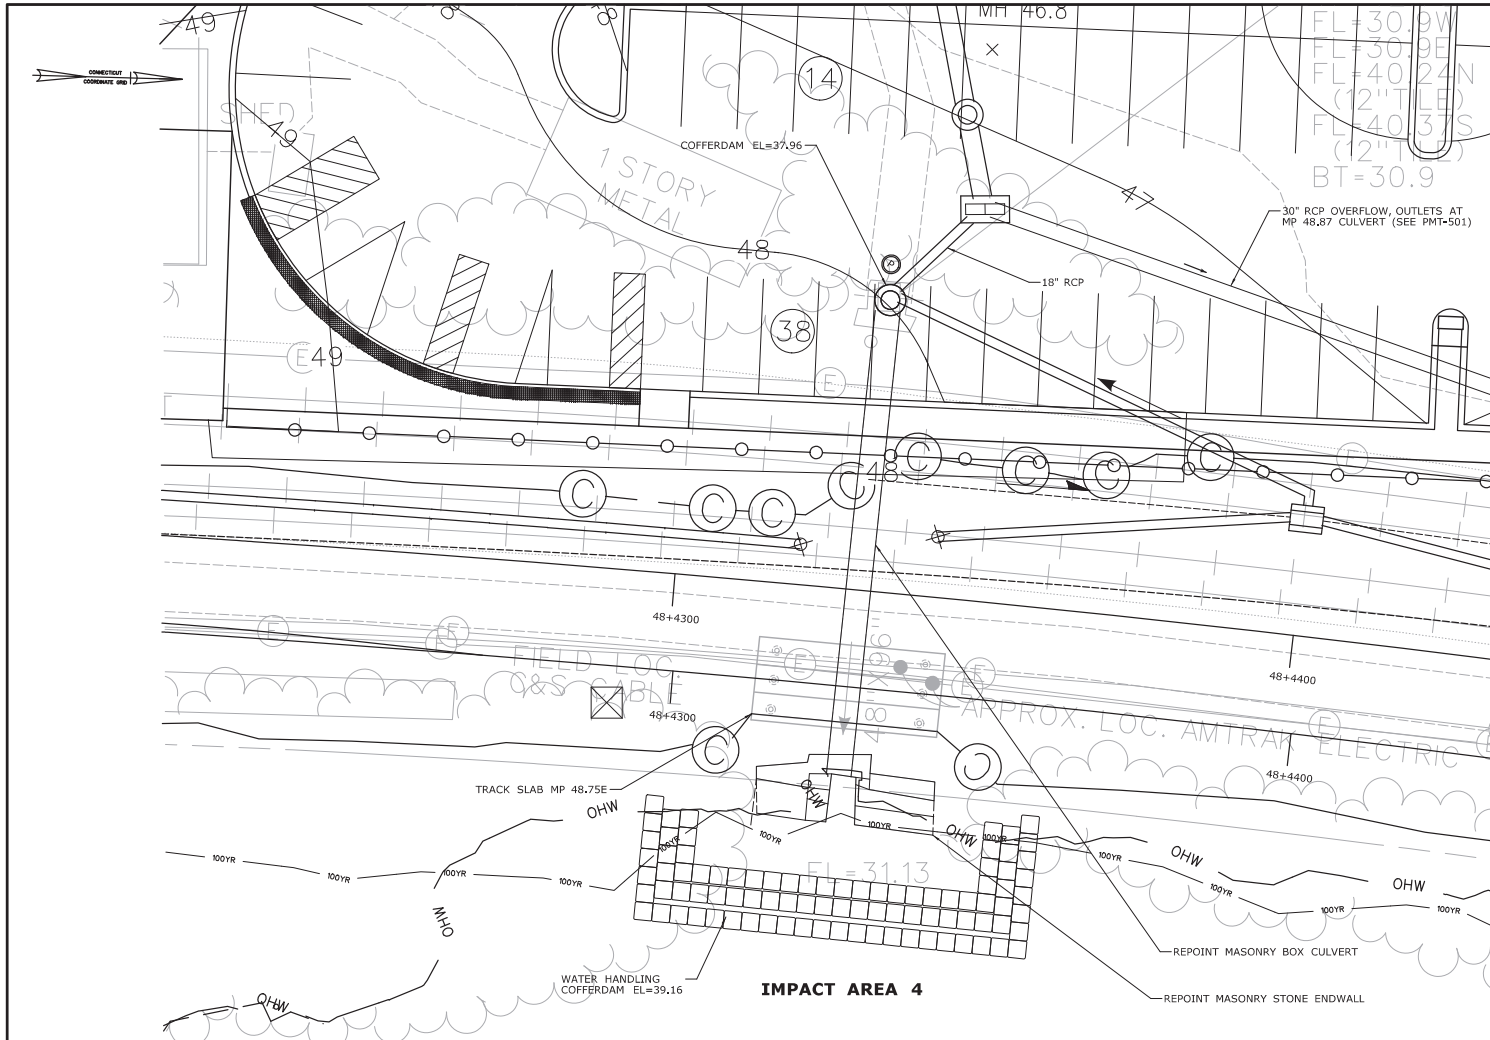 49
MH 46.8
FL=30.9W
FL=30.9E
FL=40.24N
(12"TILE)
FL=40.37S
(12"TILE)
BT=30.9
CONNECTICUT
COORDINATE GRID
14
SHED
49
COFFERDAM EL=37.96
1 STORY
METAL
47
30" RCP OVERFLOW, OUTLETS AT
MP 48.87 CULVERT (SEE PMT-501)
48
P
18" RCP
38
E
49
E
E
C
C
C
C
C
C
C
C
48+4300
48+4400
E
E
E
E
E
E
E
FIELD LOC.
C&S CABLE
48+4300
APPROX. LOC. AMTRAK ELECTRIC
E
E
C
C
48+4400
TRACK SLAB MP 48.75E
OHW
OHW
OHW
OHW
OHW
100YR
100YR
100YR
100YR
100YR
100YR
100YR
100YR
100YR
100YR
100YR
100YR
FL=31.13
OHW
OHW
REPOINT MASONRY BOX CULVERT
WATER HANDLING
COFFERDAM EL=39.16
IMPACT AREA 4
REPOINT MASONRY STONE ENDWALL